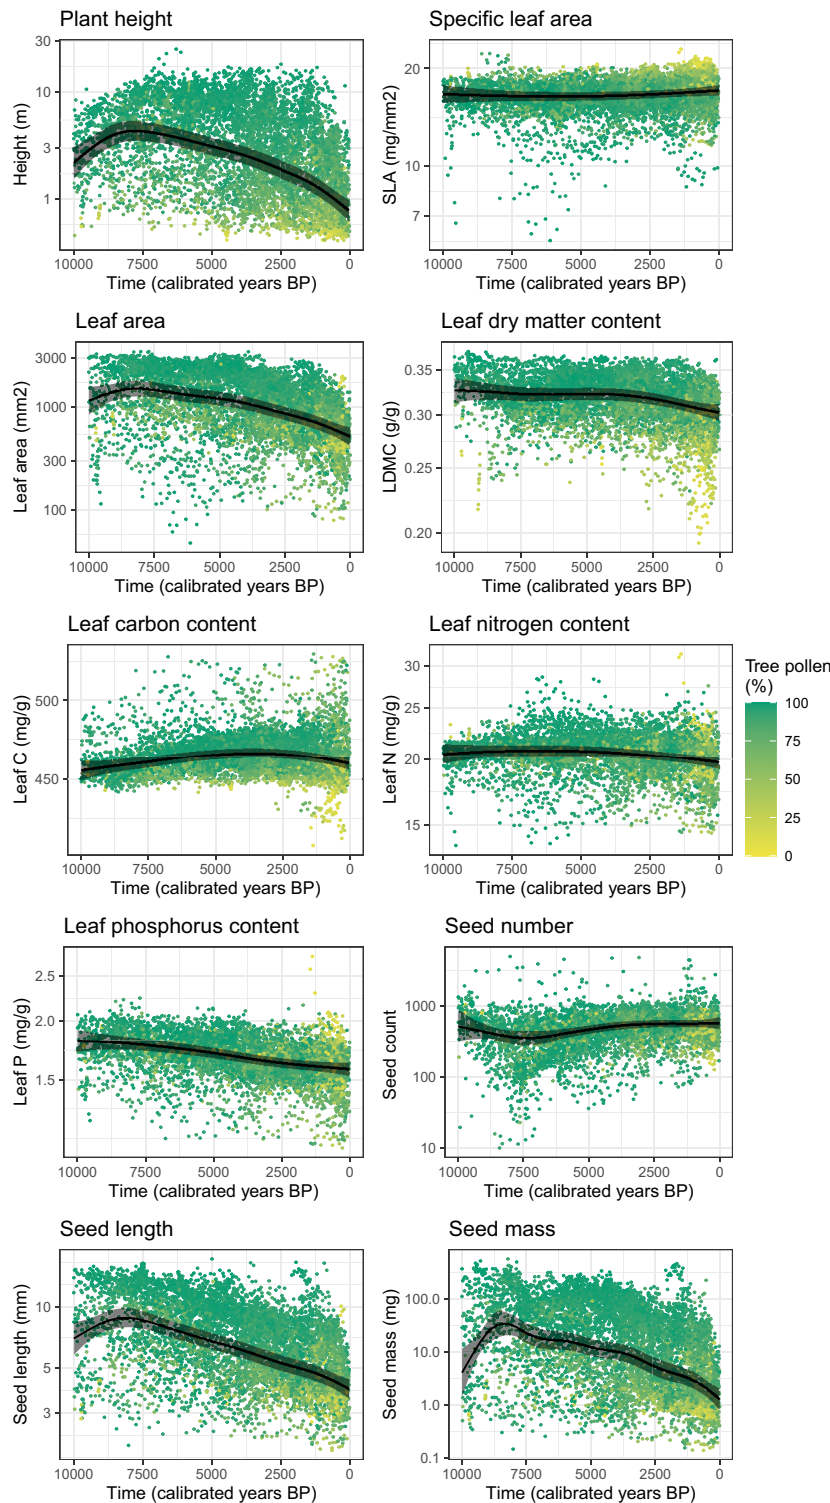 Plant height
Specific leaf area
30
10
3
1
Height (m)
10000 7500 5000 2500 0
Time (calibrated years BP)
20
10
7
SLA (mg/mm2)
10000 7500 5000 2500 0
Time (calibrated years BP)
Leaf area
Leaf dry matter content
3000
1000
300
100
Leaf area (mm2)
10000 7500 5000 2500 0
Time (calibrated years BP)
0.35
0.30
0.25
0.20
LDMC (g/g)
10000 7500 5000 2500 0
Time (calibrated years BP)
Leaf carbon content
Leaf nitrogen content
500
450
Leaf C (mg/g)
10000 7500 5000 2500 0
Time (calibrated years BP)
30
25
20
15
Leaf N (mg/g)
10000 7500 5000 2500 0
Time (calibrated years BP)
Tree pollen
(%)
100
75
50
25
0
Leaf phosphorus content
Seed number
2.5
2.0
1.5
Leaf P (mg/g)
10000 7500 5000 2500 0
Time (calibrated years BP)
1000
100
10
Seed count
10000 7500 5000 2500 0
Time (calibrated years BP)
Seed length
Seed mass
10
5
3
Seed length (mm)
10000 7500 5000 2500 0
Time (calibrated years BP)
100.0
10.0
1.0
0.1
Seed mass (mg)
10000 7500 5000 2500 0
Time (calibrated years BP)